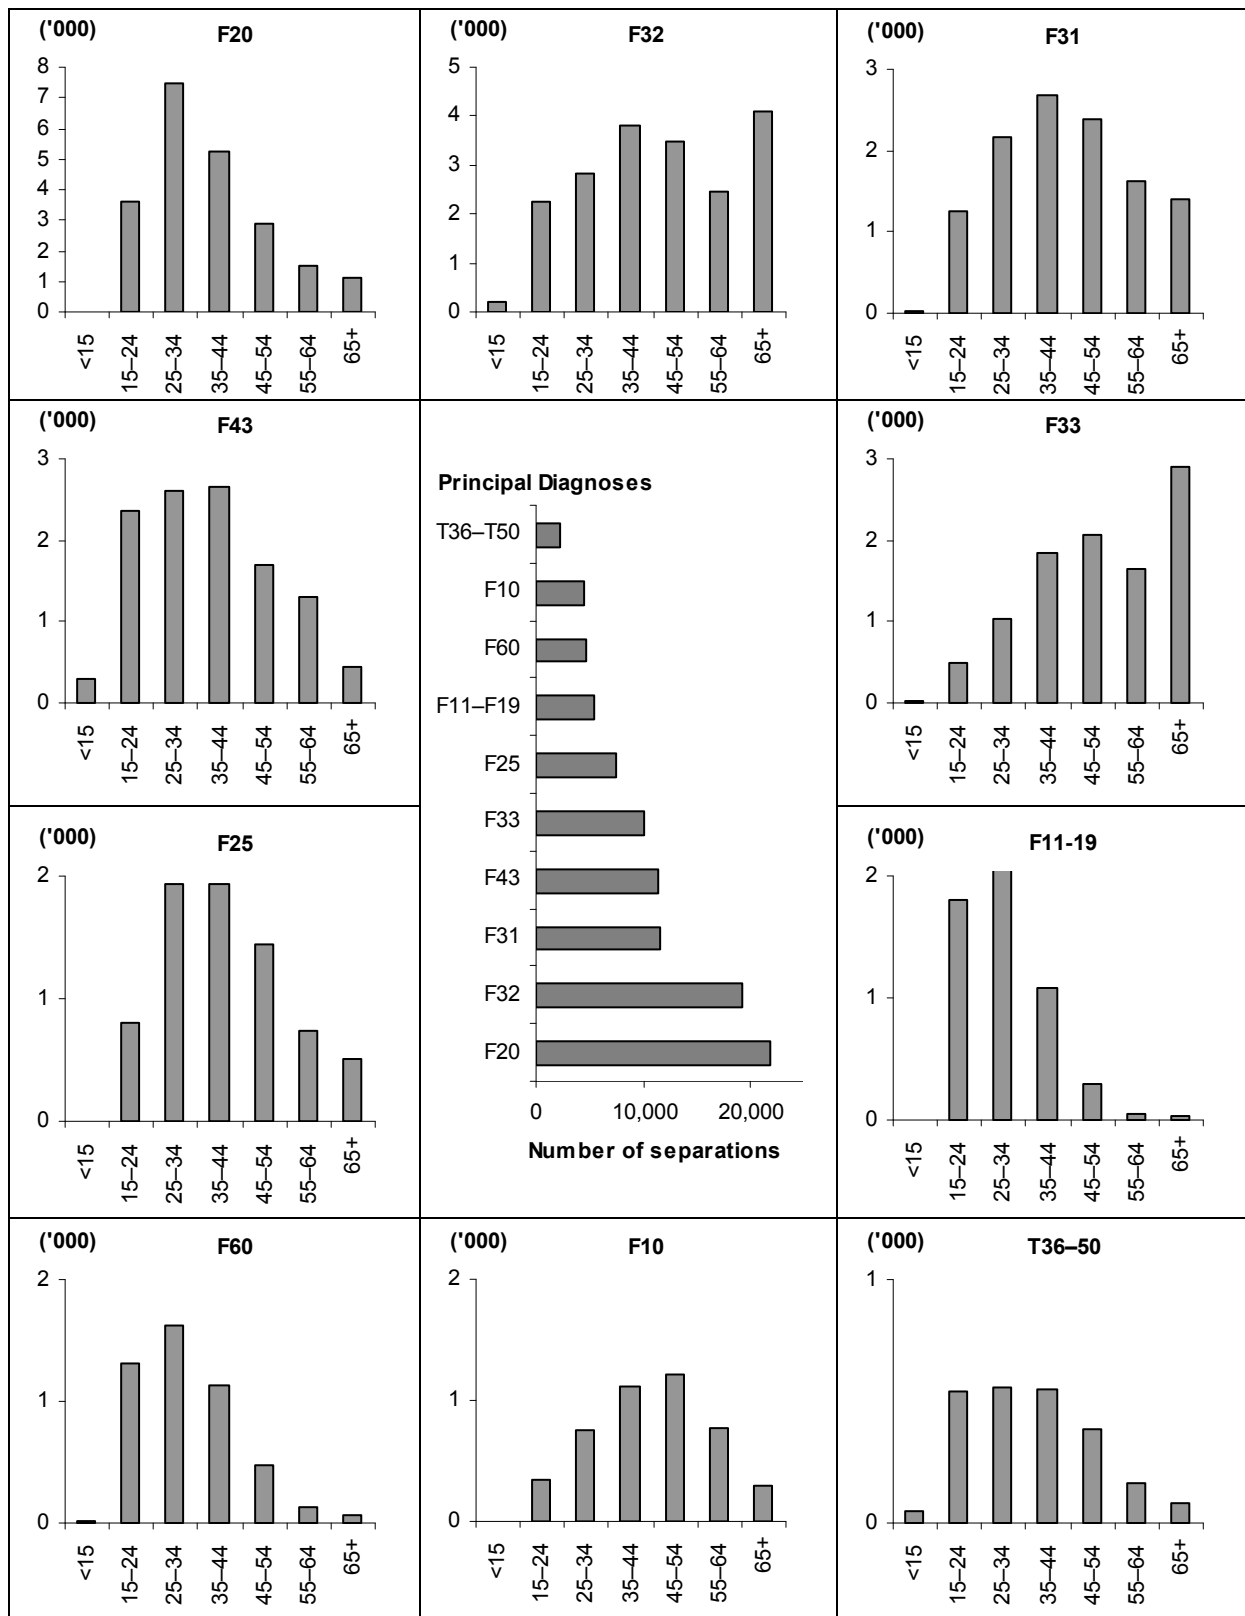 ('000) F20
8
7
6
5
4
3
2
1
0
<15 15–24 25–34 35–44 45–54 55–64 65+
('000) F32
5
4
3
2
1
0
<15 15–24 25–34 35–44 45–54 55–64 65+
('000) F31
3
2
1
0
<15 15–24 25–34 35–44 45–54 55–64 65+
('000) F43
3
2
1
0
<15 15–24 25–34 35–44 45–54 55–64 65+
Principal Diagnoses
T36–T50
F10
F60
F11–F19
F25
F33
F43
F31
F32
F20
0 10,000 20,000
Number of separations
('000) F33
3
2
1
0
<15 15–24 25–34 35–44 45–54 55–64 65+
('000) F25
2
1
0
<15 15–24 25–34 35–44 45–54 55–64 65+
('000) F11-19
2
1
0
<15 15–24 25–34 35–44 45–54 55–64 65+
('000) F60
2
1
0
<15 15–24 25–34 35–44 45–54 55–64 65+
('000) F10
2
1
0
<15 15–24 25–34 35–44 45–54 55–64 65+
('000) T36–50
1
0
<15 15–24 25–34 35–44 45–54 55–64 65+